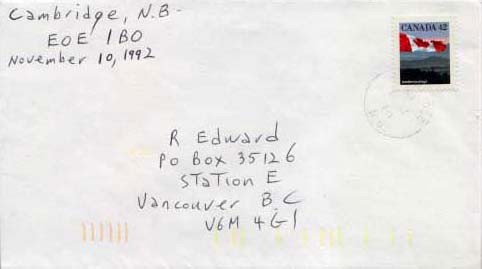 Cambridge, N.B.
E0E 1B0
November 10, 1992
CANADA 42
R Edward
PO Box 35126
Station E
Vancouver B.C
V6M 4G1